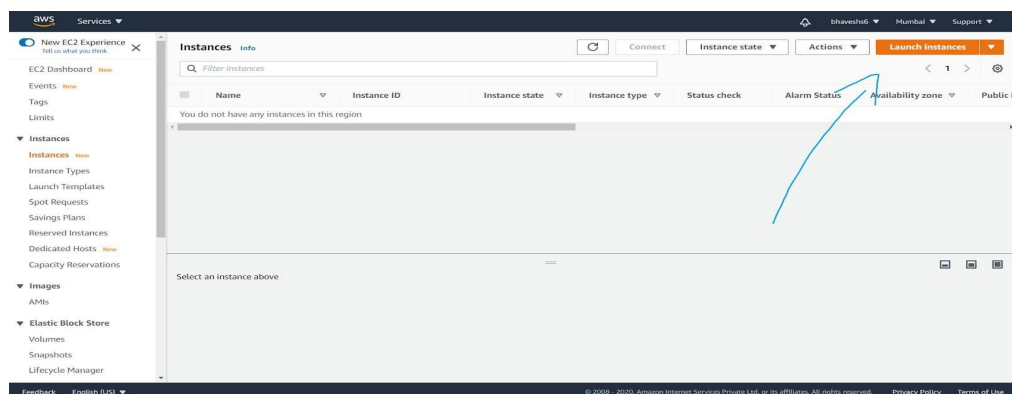 aws Services bhaveshs6 Mumbai Support
New EC2 Experience
Tell us what you think
EC2 Dashboard New
Events New
Tags
Limits
Instances
Instances New
Instance Types
Launch Templates
Spot Requests
Savings Plans
Reserved Instances
Dedicated Hosts New
Capacity Reservations
Images
AMIs
Elastic Block Store
Volumes
Snapshots
Lifecycle Manager
Instances Info Connect Instance state Actions Launch instances
Filter instances 1
Name Instance ID Instance state Instance type Status check Alarm Status Availability zone Public
You do not have any instances in this region
Select an instance above
Feedback English (US) © 2008 - 2020, Amazon Internet Services Private Ltd. or its affiliates. All rights reserved. Privacy Policy Terms of Use